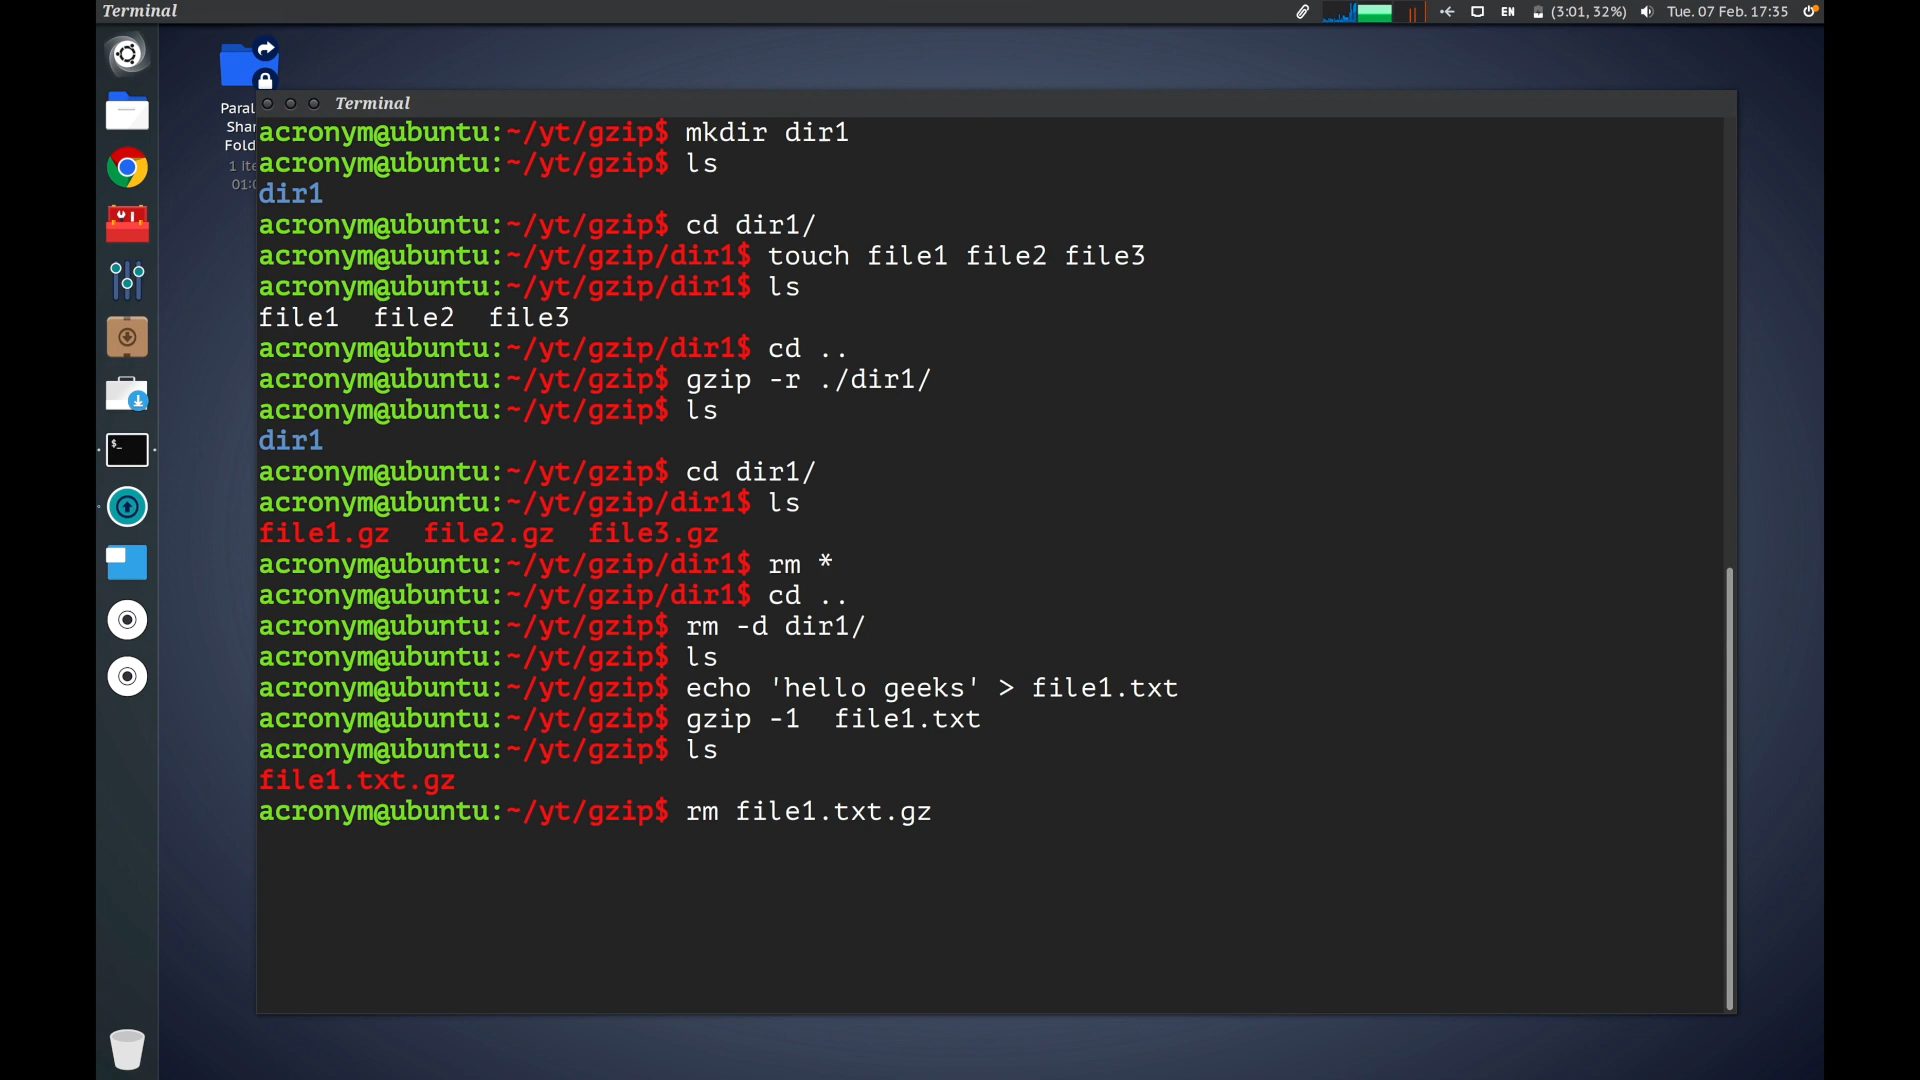 Terminal
EN (3:01, 32%) Tue. 07 Feb. 17:35
Terminal
acronym@ubuntu:~/yt/gzip$ mkdir dir1
acronym@ubuntu:~/yt/gzip$ ls
dir1
acronym@ubuntu:~/yt/gzip$ cd dir1/
acronym@ubuntu:~/yt/gzip/dir1$ touch file1 file2 file3
acronym@ubuntu:~/yt/gzip/dir1$ ls
file1  file2  file3
acronym@ubuntu:~/yt/gzip/dir1$ cd ..
acronym@ubuntu:~/yt/gzip$ gzip -r ./dir1/
acronym@ubuntu:~/yt/gzip$ ls
dir1
acronym@ubuntu:~/yt/gzip$ cd dir1/
acronym@ubuntu:~/yt/gzip/dir1$ ls
file1.gz  file2.gz  file3.gz
acronym@ubuntu:~/yt/gzip/dir1$ rm *
acronym@ubuntu:~/yt/gzip/dir1$ cd ..
acronym@ubuntu:~/yt/gzip$ rm -d dir1/
acronym@ubuntu:~/yt/gzip$ ls
acronym@ubuntu:~/yt/gzip$ echo 'hello geeks' > file1.txt
acronym@ubuntu:~/yt/gzip$ gzip -1  file1.txt
acronym@ubuntu:~/yt/gzip$ ls
file1.txt.gz
acronym@ubuntu:~/yt/gzip$ rm file1.txt.gz